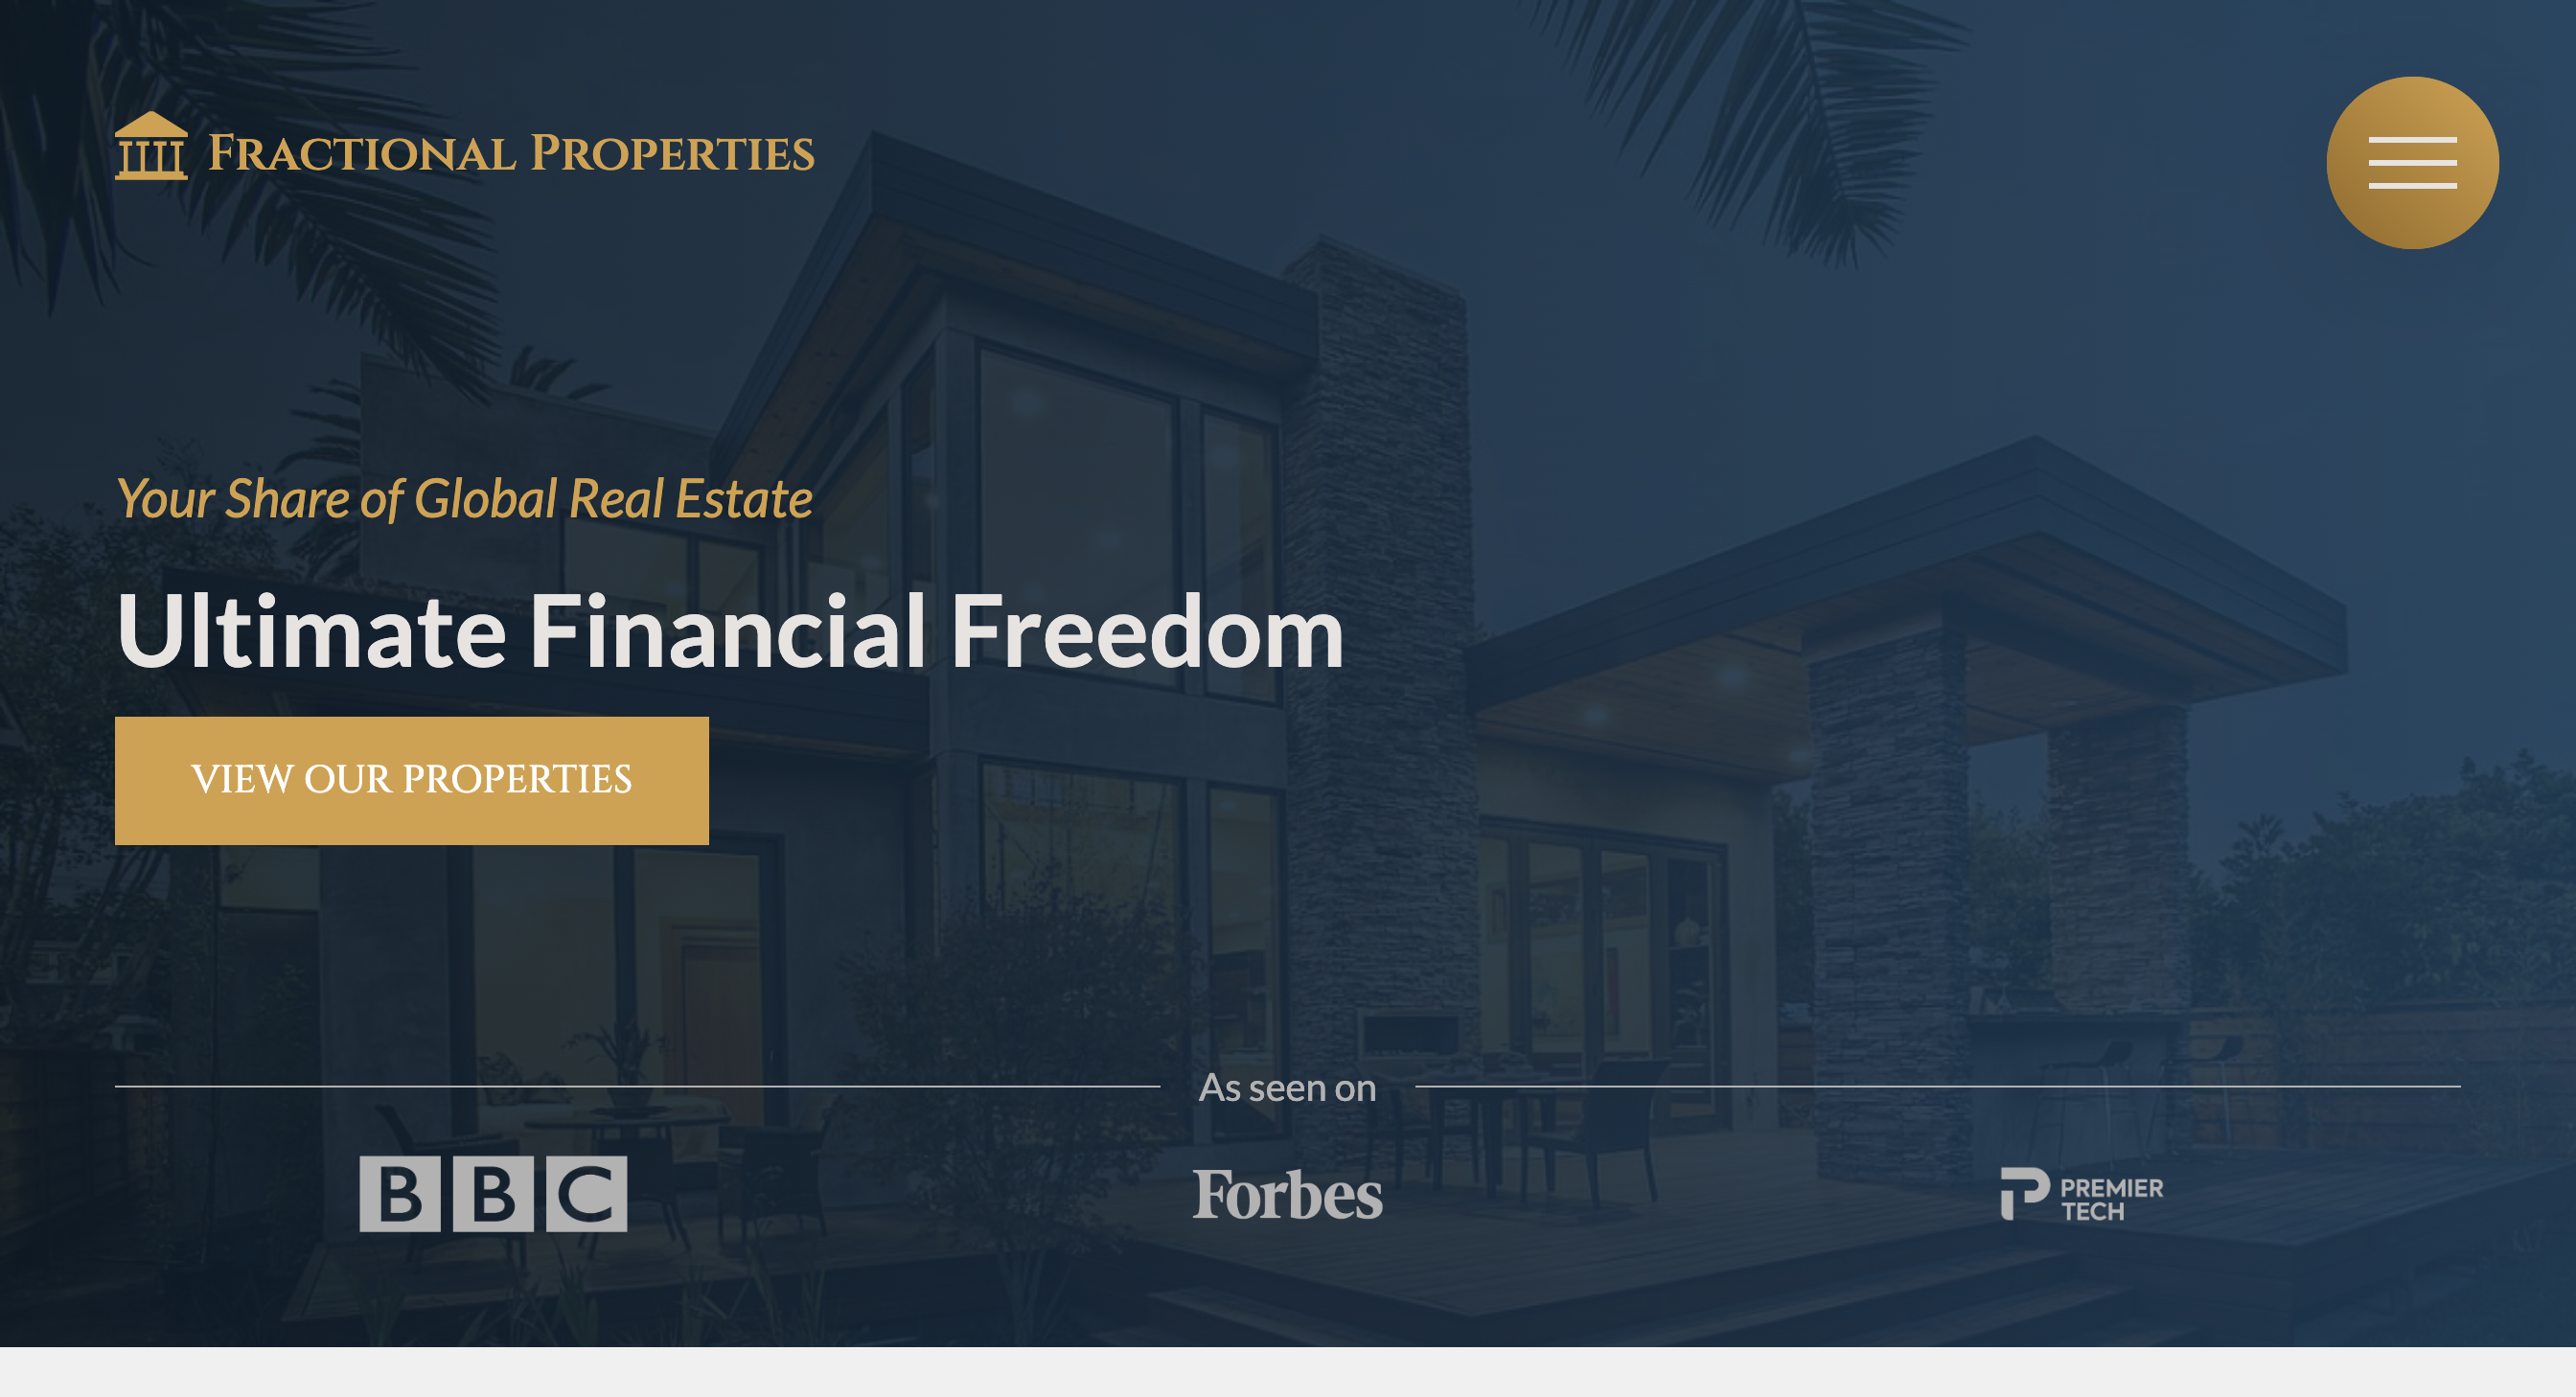 Fractional Properties
Your Share of Global Real Estate
Ultimate Financial Freedom
VIEW OUR PROPERTIES
As seen on
BBC
Forbes
PREMIER
TECH